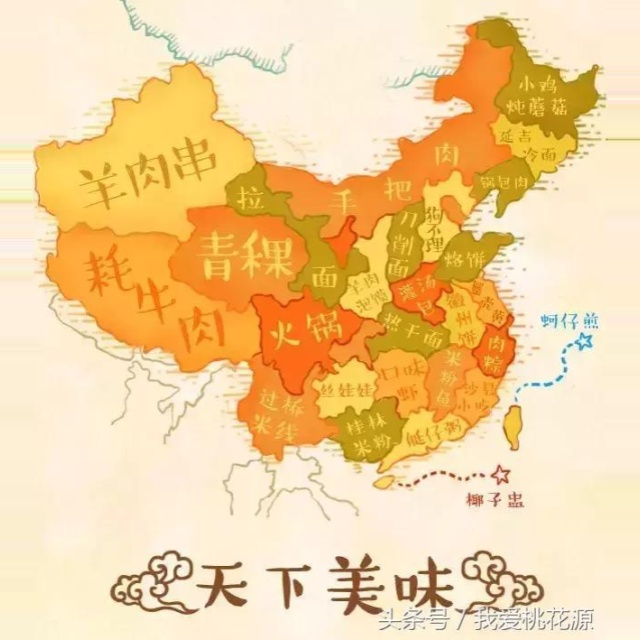 小鸡
炖蘑菇
延吉
冷面
锅包肉
羊肉串
拉
面
手
把
肉
狗不理
刀削面
烙饼
青稞
耗牛肉
羊肉
泡馍
灌汤
包
徽州饼
火锅
热干面
肉粽
蚵仔煎
过桥
米线
丝娃娃
口味
虾
米粉鱼
沙县
小吃
桂林
米粉
艇仔粥
椰子盅
天下美味
头条号 / 我爱桃花源